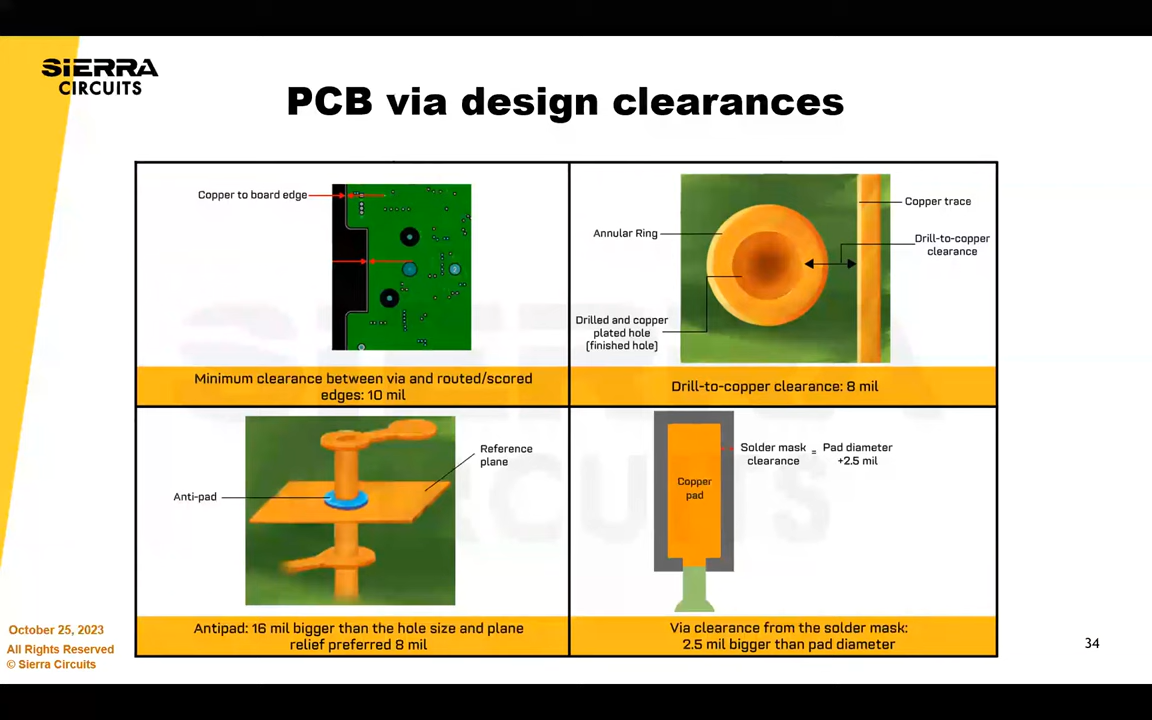 SIERRA
CIRCUITS
PCB via design clearances
Copper to board edge
Minimum clearance between via and routed/scored
edges: 10 mil
Copper trace
Annular Ring
Drill-to-copper
clearance
Drilled and copper
plated hole
(finished hole)
Drill-to-copper clearance: 8 mil
Reference
plane
Anti-pad
Antipad: 16 mil bigger than the hole size and plane
relief preferred 8 mil
Solder mask
clearance
=
Pad diameter
+2.5 mil
Copper
pad
Via clearance from the solder mask:
2.5 mil bigger than pad diameter
October 25, 2023
All Rights Reserved
© Sierra Circuits
34
SIERRA
CIRCUITS